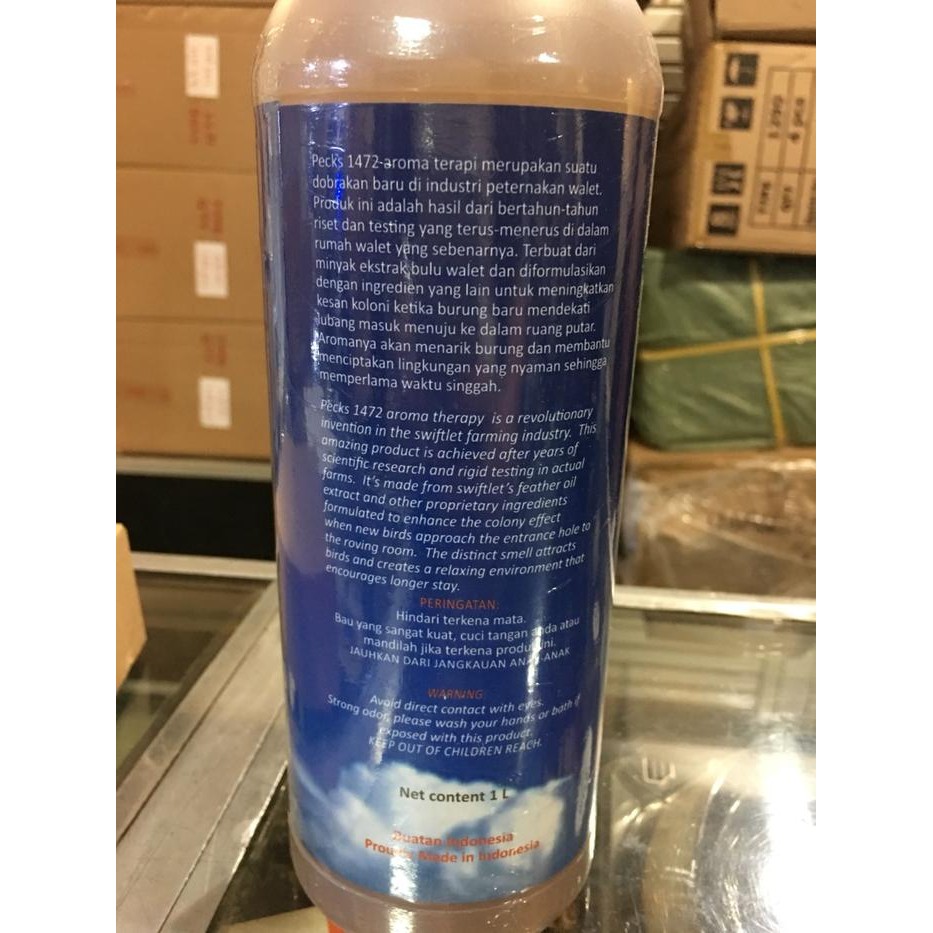 Pecks 1472-aroma terapi merupakan suatu
dobrakan baru di industri peternakan walet.
Produk ini adalah hasil dari bertahun-tahun
riset dan testing yang terus-menerus di dalam
rumah walet yang sebenarnya. Terbuat dari
minyak ekstrak bulu walet dan diformulasikan
dengan ingredien yang lain untuk meningkatkan
kesan koloni ketika burung baru mendekati
lubang masuk menuju ke dalam ruang putar.
Aromanya akan menarik burung dan membantu
menciptakan lingkungan yang nyaman sehingga
memperlama waktu singgah.
Pecks 1472 aroma therapy is a revolutionary
invention in the swiftlet farming industry. This
amazing product is achieved after years of
scientific research and rigid testing in actual
farms. It's made from swiftlet's feather oil
extract and other proprietary ingredients
formulated to enhance the colony effect
when new birds approach the entrance hole to
the roving room. The distinct smell attracts
birds and creates a relaxing environment that
encourages longer stay.
PERINGATAN:
Hindari terkena mata.
Bau yang sangat kuat, cuci tangan anda atau
mandilah jika terkena produk ini.
JAUHKAN DARI JANGKAUAN ANAK-ANAK
WARNING
Avoid direct contact with eyes.
Strong odor, please wash your hands or bath if
exposed with this product.
KEEP OUT OF CHILDREN REACH.
Net content 1 L
Buatan Indonesia
Made in Indonesia